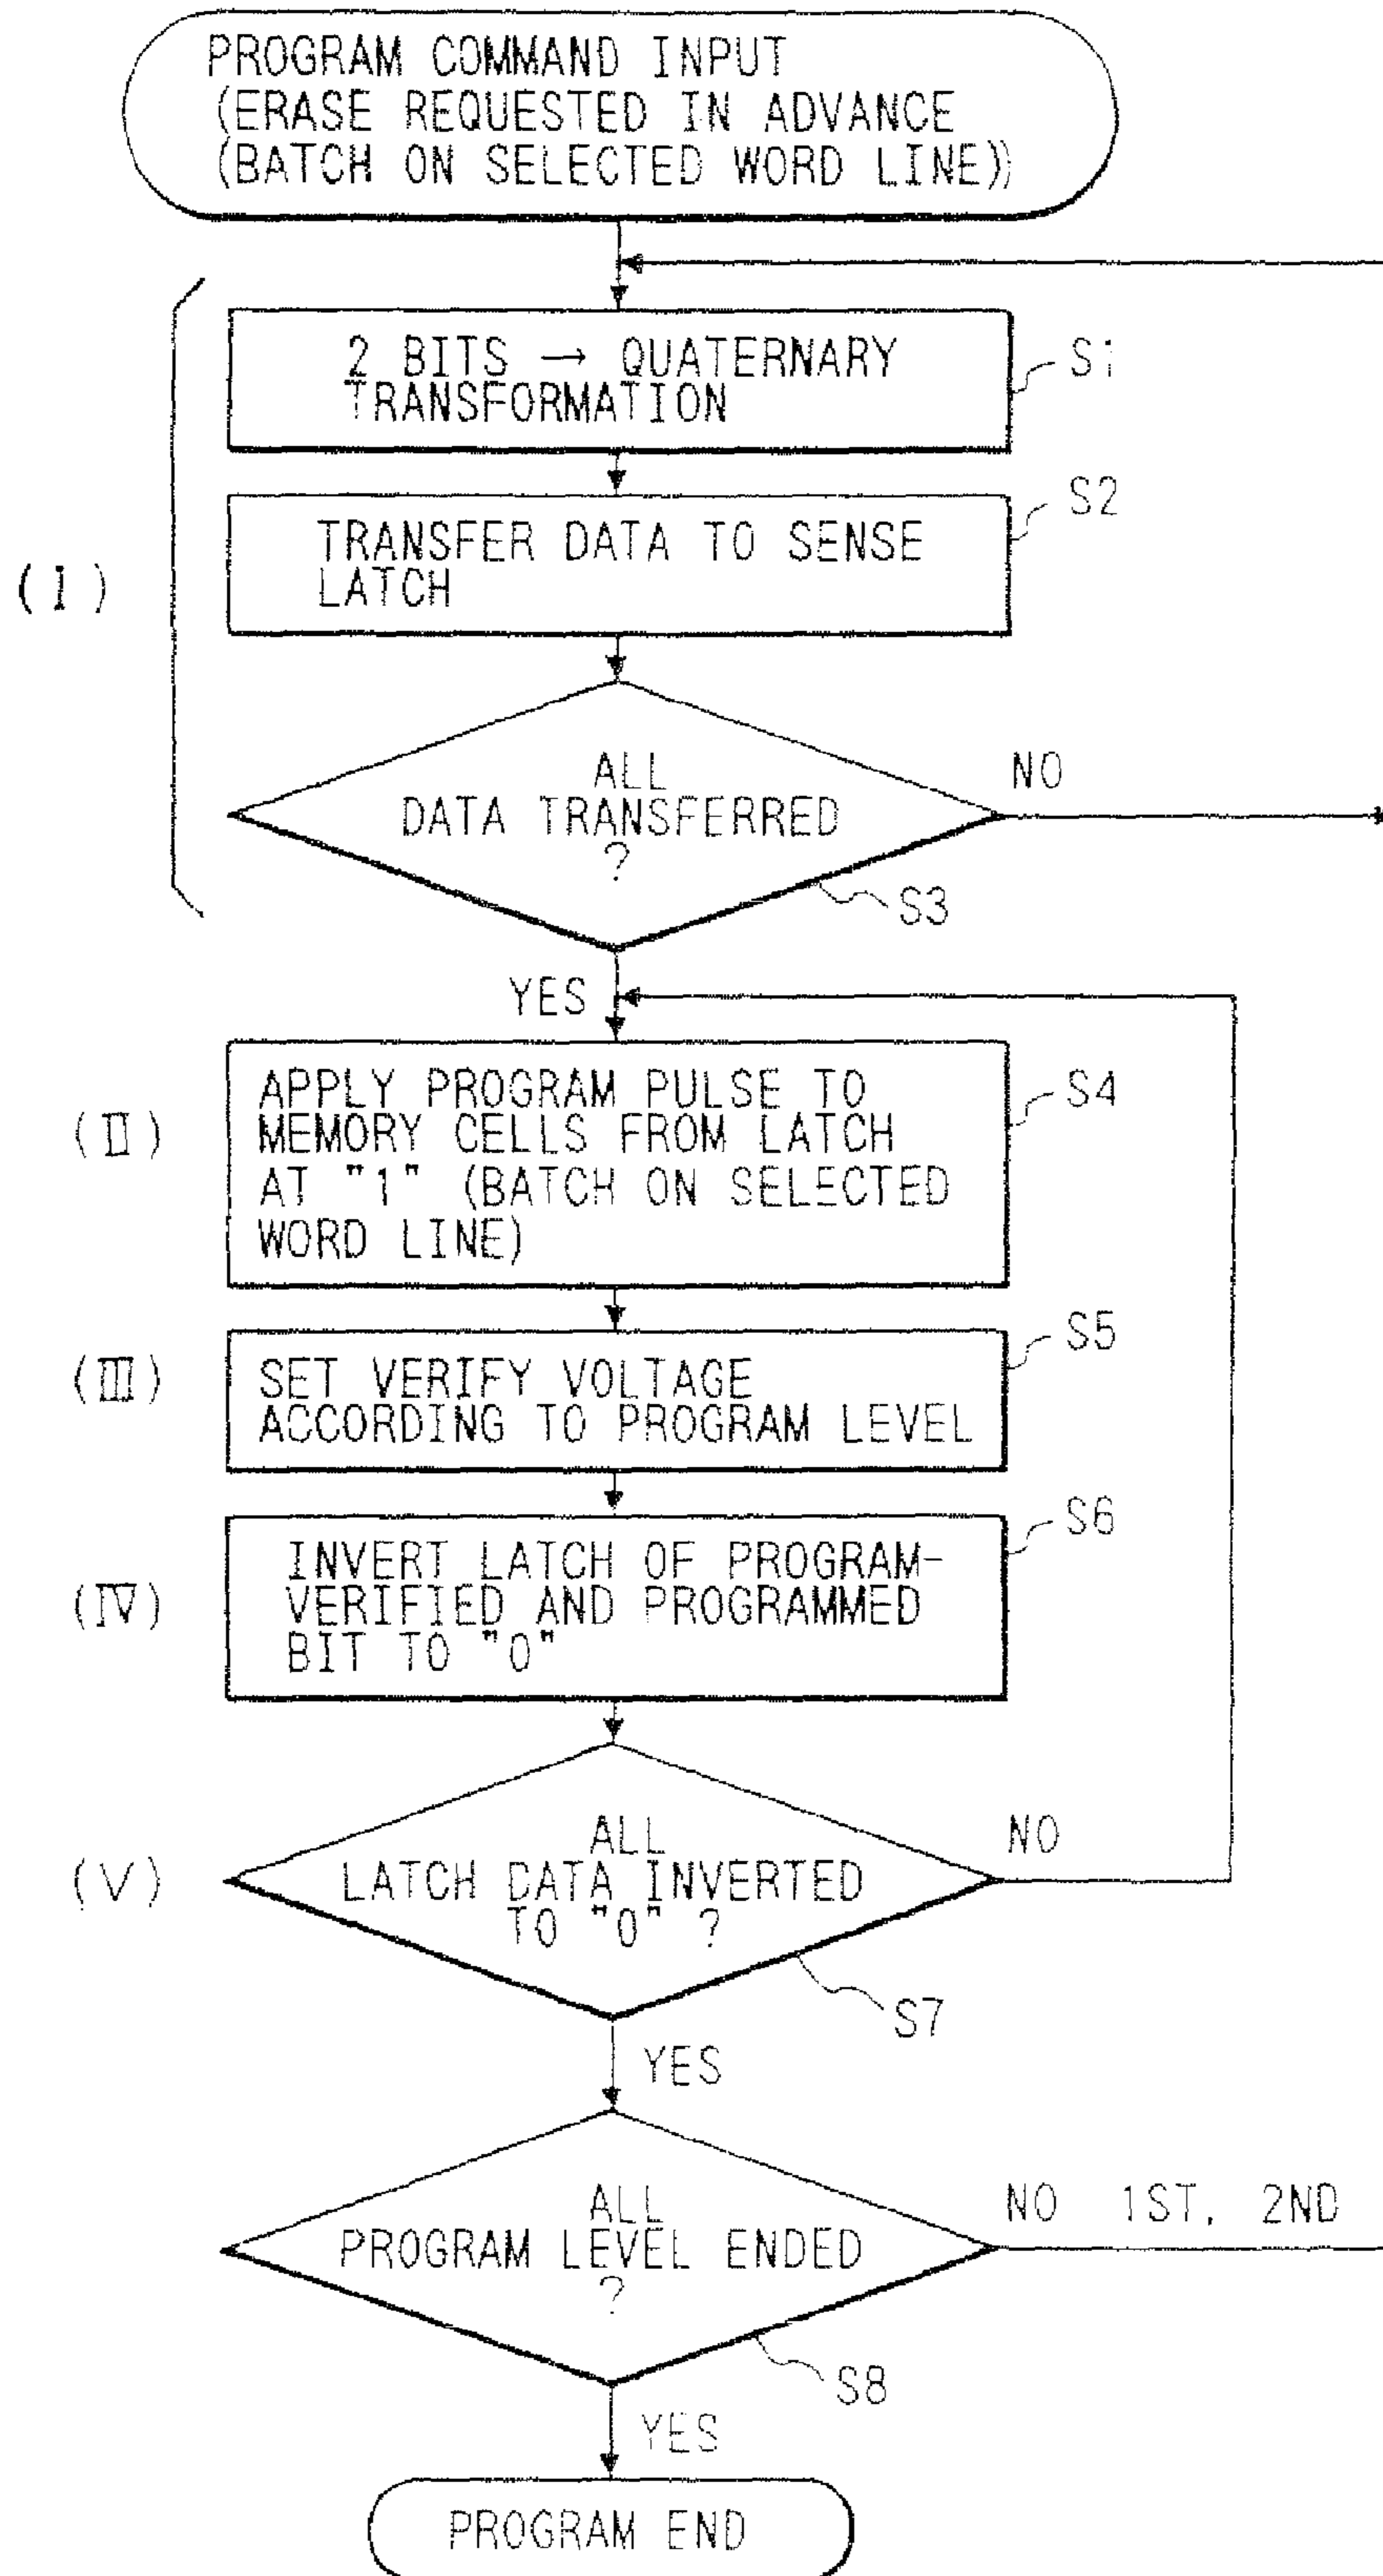 PROGRAM COMMAND INPUT
(ERASE REQUESTED IN ADVANCE
(BATCH ON SELECTED WORD LINE))
2 BITS → QUATERNARY
TRANSFORMATION
S1
TRANSFER DATA TO SENSE
LATCH
S2
(I)
ALL
DATA TRANSFERRED
?
NO
S3
YES
(II)
APPLY PROGRAM PULSE TO
MEMORY CELLS FROM LATCH
AT "1" (BATCH ON SELECTED
WORD LINE)
S4
(III)
SET VERIFY VOLTAGE
ACCORDING TO PROGRAM LEVEL
S5
(IV)
INVERT LATCH OF PROGRAM-
VERIFIED AND PROGRAMMED
BIT TO "0"
S6
(V)
ALL
LATCH DATA INVERTED
TO "0" ?
NO
S7
YES
ALL
PROGRAM LEVEL ENDED
?
NO 1ST, 2ND
S8
YES
PROGRAM END